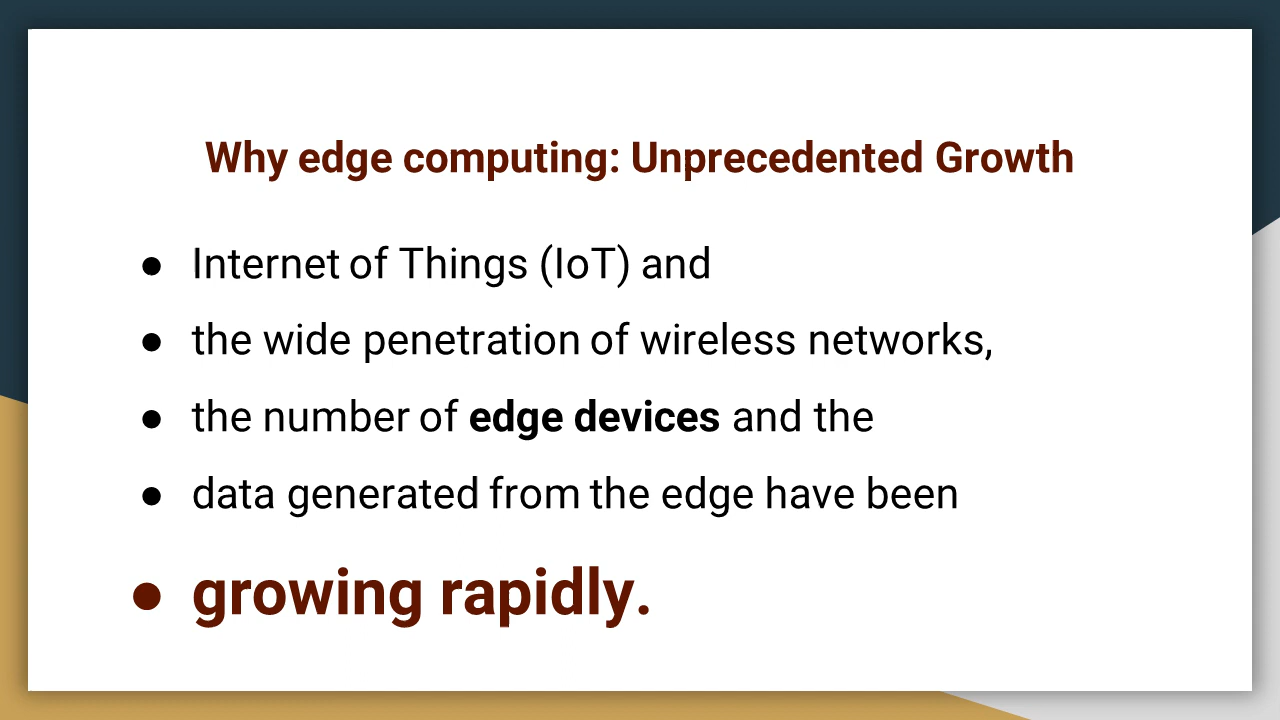 Why edge computing: Unprecedented Growth
● Internet of Things (IoT) and
● the wide penetration of wireless networks,
● the number of edge devices and the
● data generated from the edge have been
● growing rapidly.